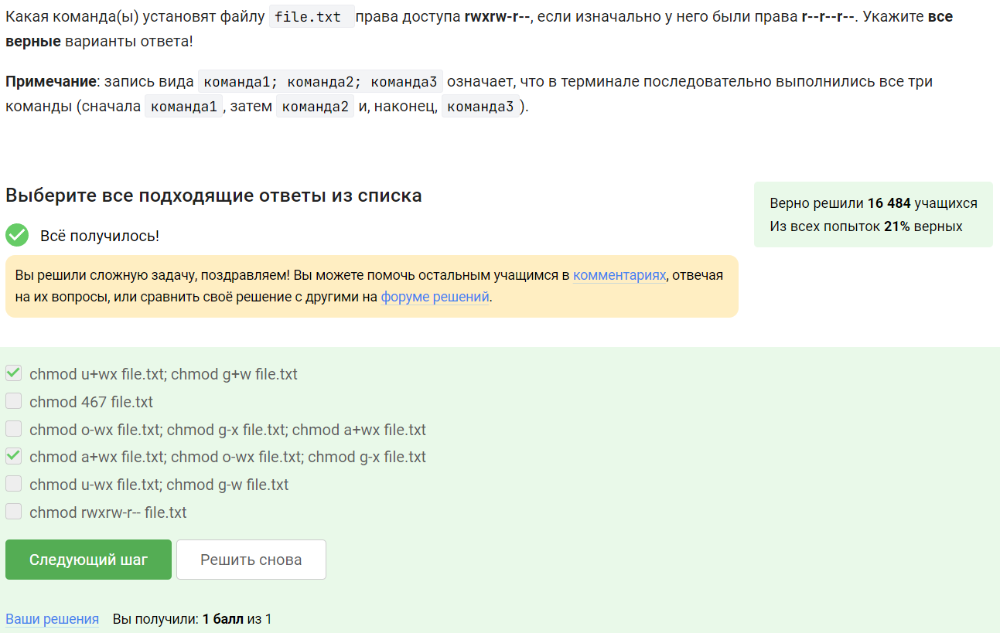 Какая команда(ы) установят файлу file.txt права доступа rwxrw-r--, если изначально у него были права r--r--r--. Укажите все
верные варианты ответа!
Примечание: запись вида команда1; команда2; команда3 означает, что в терминале последовательно выполнились все три
команды (сначала команда1, затем команда2 и, наконец, команда3).
Выберите все подходящие ответы из списка
Верно решили 16 484 учащихся
Из всех попыток 21% верных
Всё получилось!
Вы решили сложную задачу, поздравляем! Вы можете помочь остальным учащимся в комментариях, отвечая
на их вопросы, или сравнить своё решение с другими на форуме решений.
chmod u+wx file.txt; chmod g+w file.txt
chmod 467 file.txt
chmod o-wx file.txt; chmod g-x file.txt; chmod a+wx file.txt
chmod a+wx file.txt; chmod o-wx file.txt; chmod g-x file.txt
chmod u-wx file.txt; chmod g-w file.txt
chmod rwxrw-r-- file.txt
Следующий шаг
Решить снова
Ваши решения Вы получили: 1 балл из 1